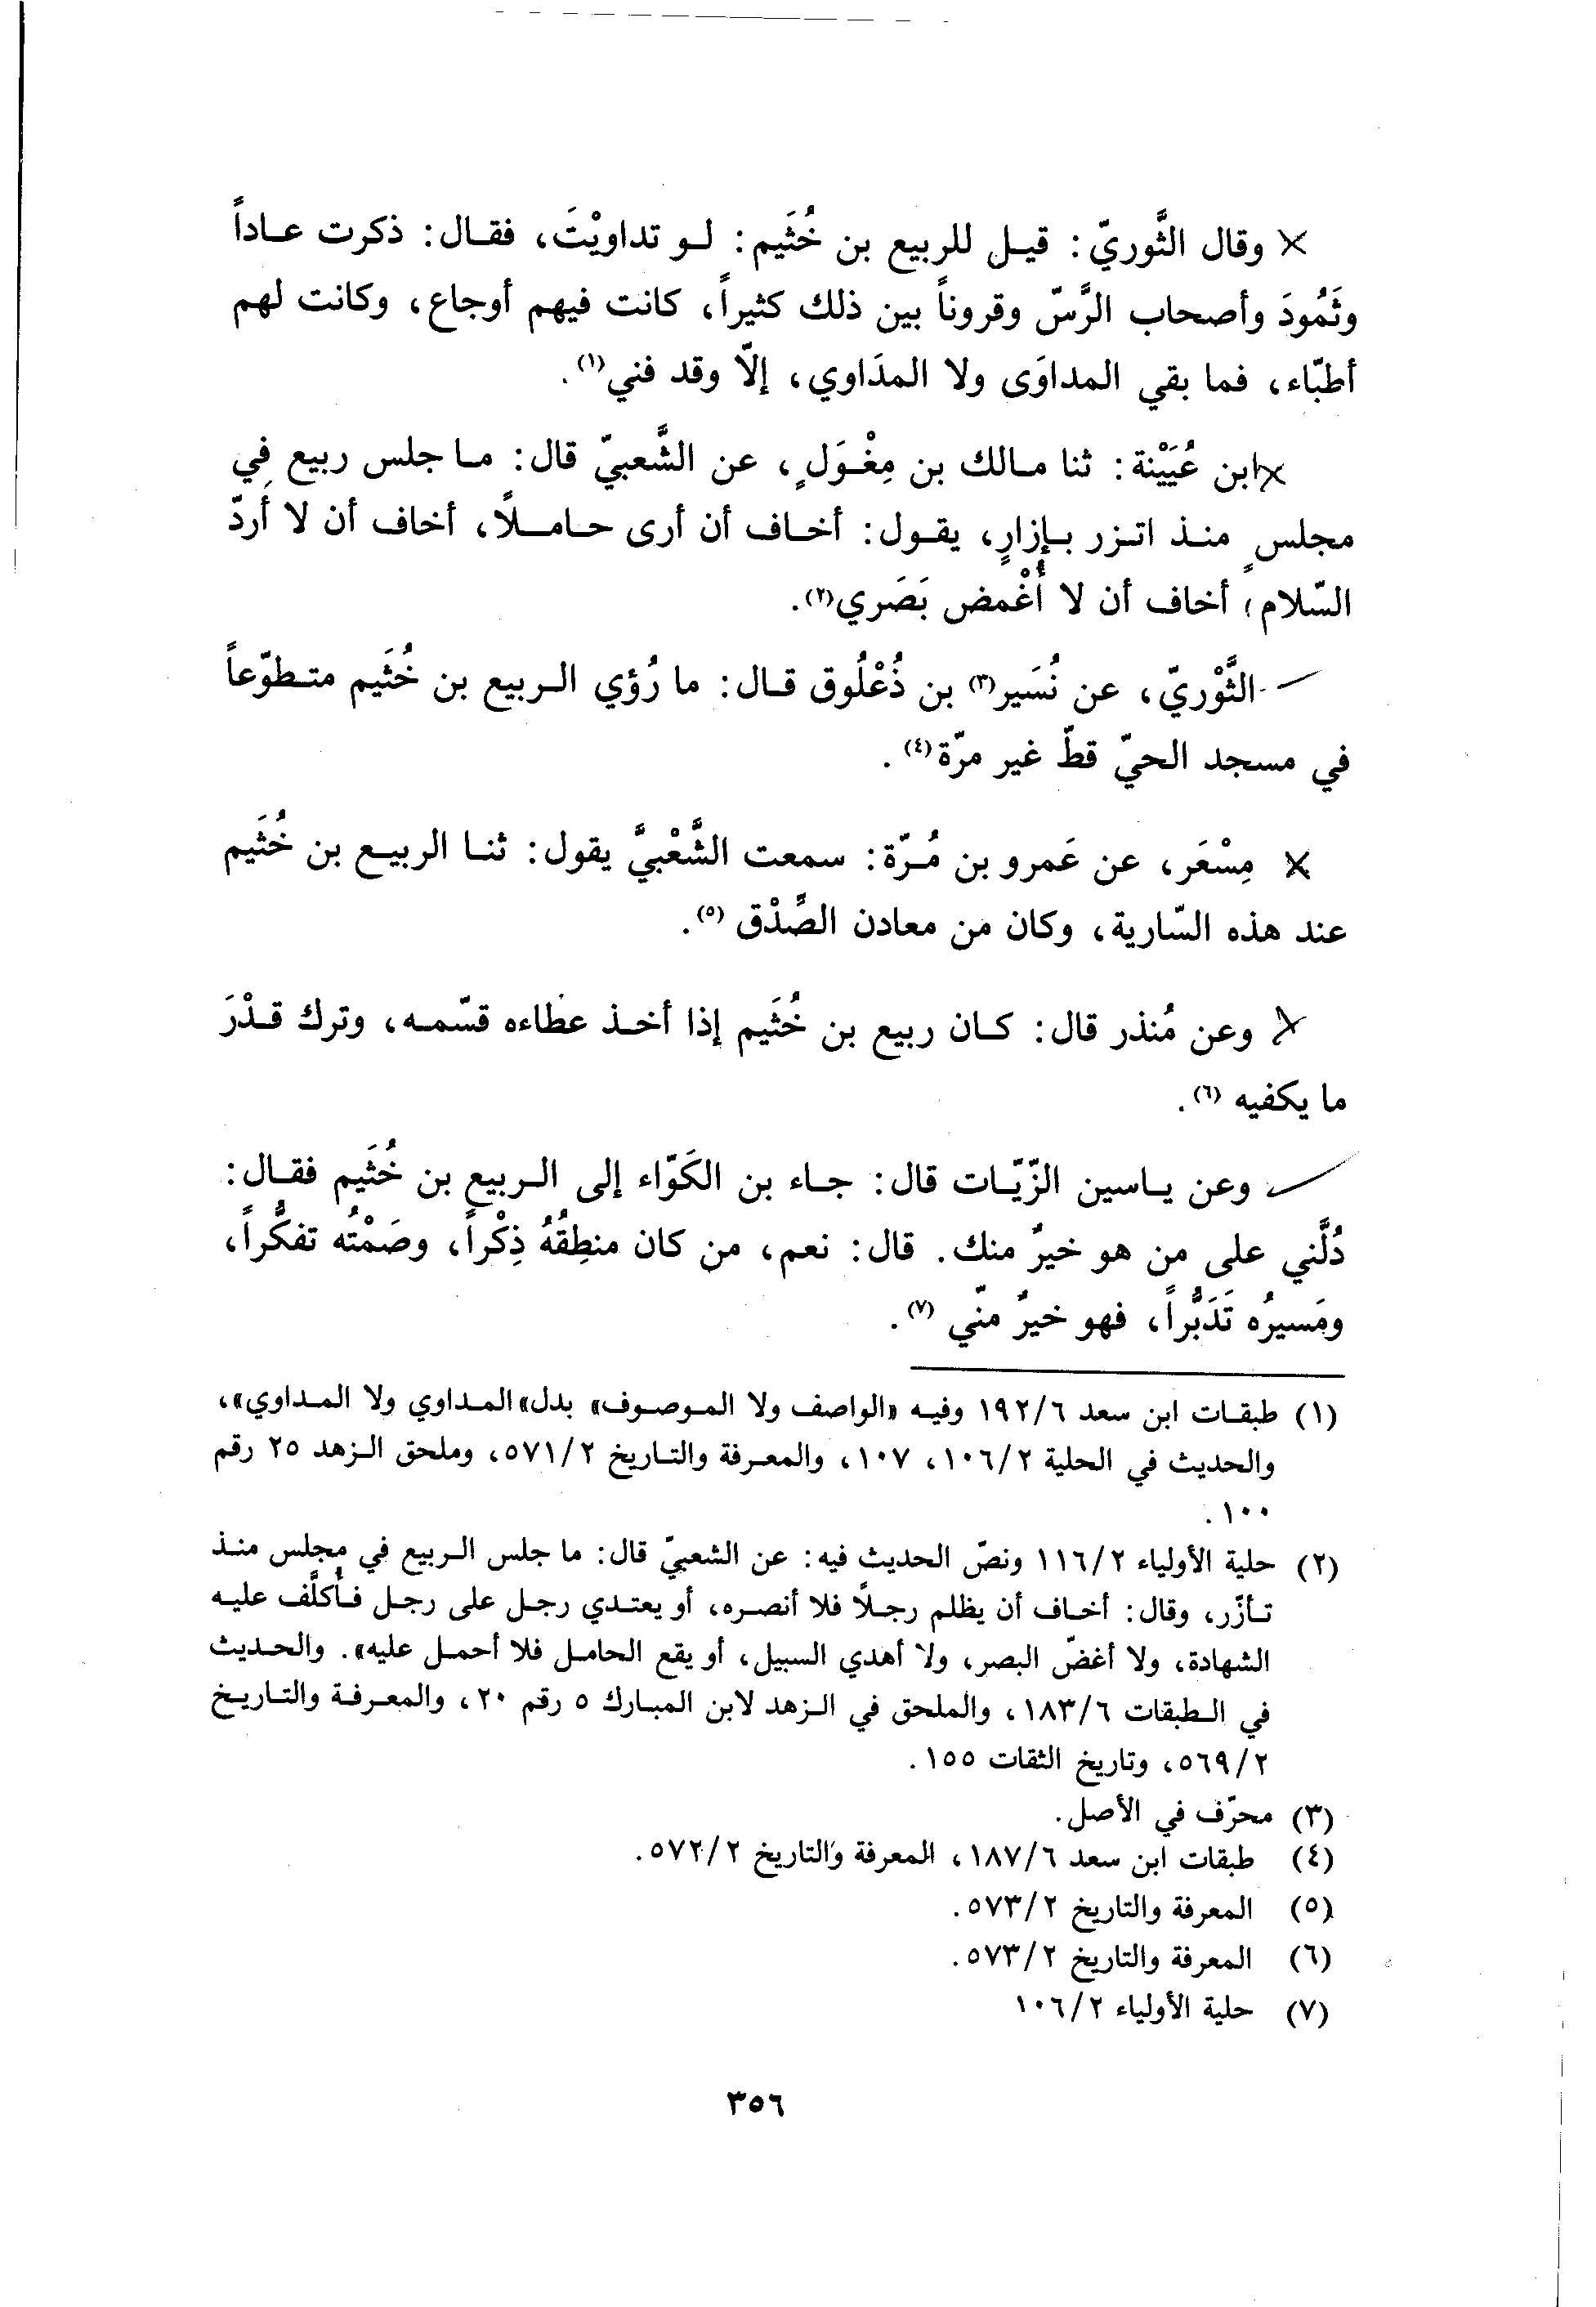 وقال الثَّوريّ: قيل للربيع بن خُثَيم: لو تداويْتَ، فقال: ذكرت عاداً
وثَمُودَ وأصحاب الرَّسّ وقروناً بين ذلك كثيراً، كانت فيهم أوجاع، وكانت لهم
أطبّاء، فما بقي المداوَى ولا المدَاوي، إلّا وقد فني(١).
ابن عُيَيْنة: ثنا مالك بن مِغْوَلٍ، عن الشَّعبيّ قال: ما جلس ربيع في
مجلسٍ منذ اتزر بإزارٍ، يقول: أخاف أن أرى حاملاً، أخاف أن لا أردّ
السّلام، أخاف أن لا أُغْمض بَصَري(٢).
الثَّوْريّ، عن نُسَير(٣) بن ذُعْلُوق قال: ما رُؤي الربيع بن خُثَيم متطوّعاً
في مسجد الحيّ قطّ غير مرّة(٤).
مِسْعَر، عن عَمرو بن مُرّة: سمعت الشَّعْبيَّ يقول: ثنا الربيع بن خُثَيم
عند هذه السّارية، وكان من معادن الصِّدْق(٥).
وعن مُنذر قال: كان ربيع بن خُثَيم إذا أخذ عطاءه قسّمه، وترك قدْرَ
ما يكفيه(٦).
وعن ياسين الزّيّات قال: جاء بن الكَوّاء إلى الربيع بن خُثَيم فقال:
دُلَّني على من هو خيرٌ منك. قال: نعم، من كان منطِقُهُ ذِكْراً، وصَمْتُه تفكُّراً،
ومَسيرُه تَدَبُّراً، فهو خيرٌ منّي(٧).
(١) طبقات ابن سعد ١٩٢/٦ وفيه «الواصف ولا الموصوف» بدل «المداوي ولا المداوي»،
والحديث في الحلية ١٠٦/٢، ١٠٧، والمعرفة والتاريخ ٥٧١/٢، وملحق الزهد ٢٥ رقم
١٠٠.
(٢) حلية الأولياء ١١٦/٢ ونصّ الحديث فيه: عن الشعبيّ قال: ما جلس الربيع في مجلس منذ
تأزّر، وقال: أخاف أن يظلم رجلاً فلا أنصره، أو يعتدي رجل على رجل فأكلَّف عليه
الشهادة، ولا أغضّ البصر، ولا أهدي السبيل، أو يقع الحامل فلا أحمل عليه». والحديث
في الطبقات ١٨٣/٦، والملحق في الزهد لابن المبارك ٥ رقم ٢٠، والمعرفة والتاريخ
٥٦٩/٢، وتاريخ الثقات ١٥٥.
(٣) محرّف في الأصل.
(٤) طبقات ابن سعد ١٨٧/٦، المعرفة والتاريخ ٥٧٢/٢.
(٥) المعرفة والتاريخ ٥٧٣/٢.
(٦) المعرفة والتاريخ ٥٧٣/٢.
(٧) حلية الأولياء ١٠٦/٢
٣٥٦